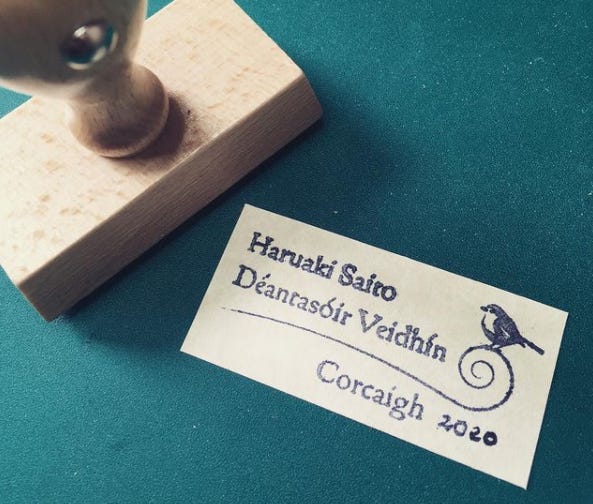 Haruaki Saito
Déantasóir Veidhín
Corcaigh 2020